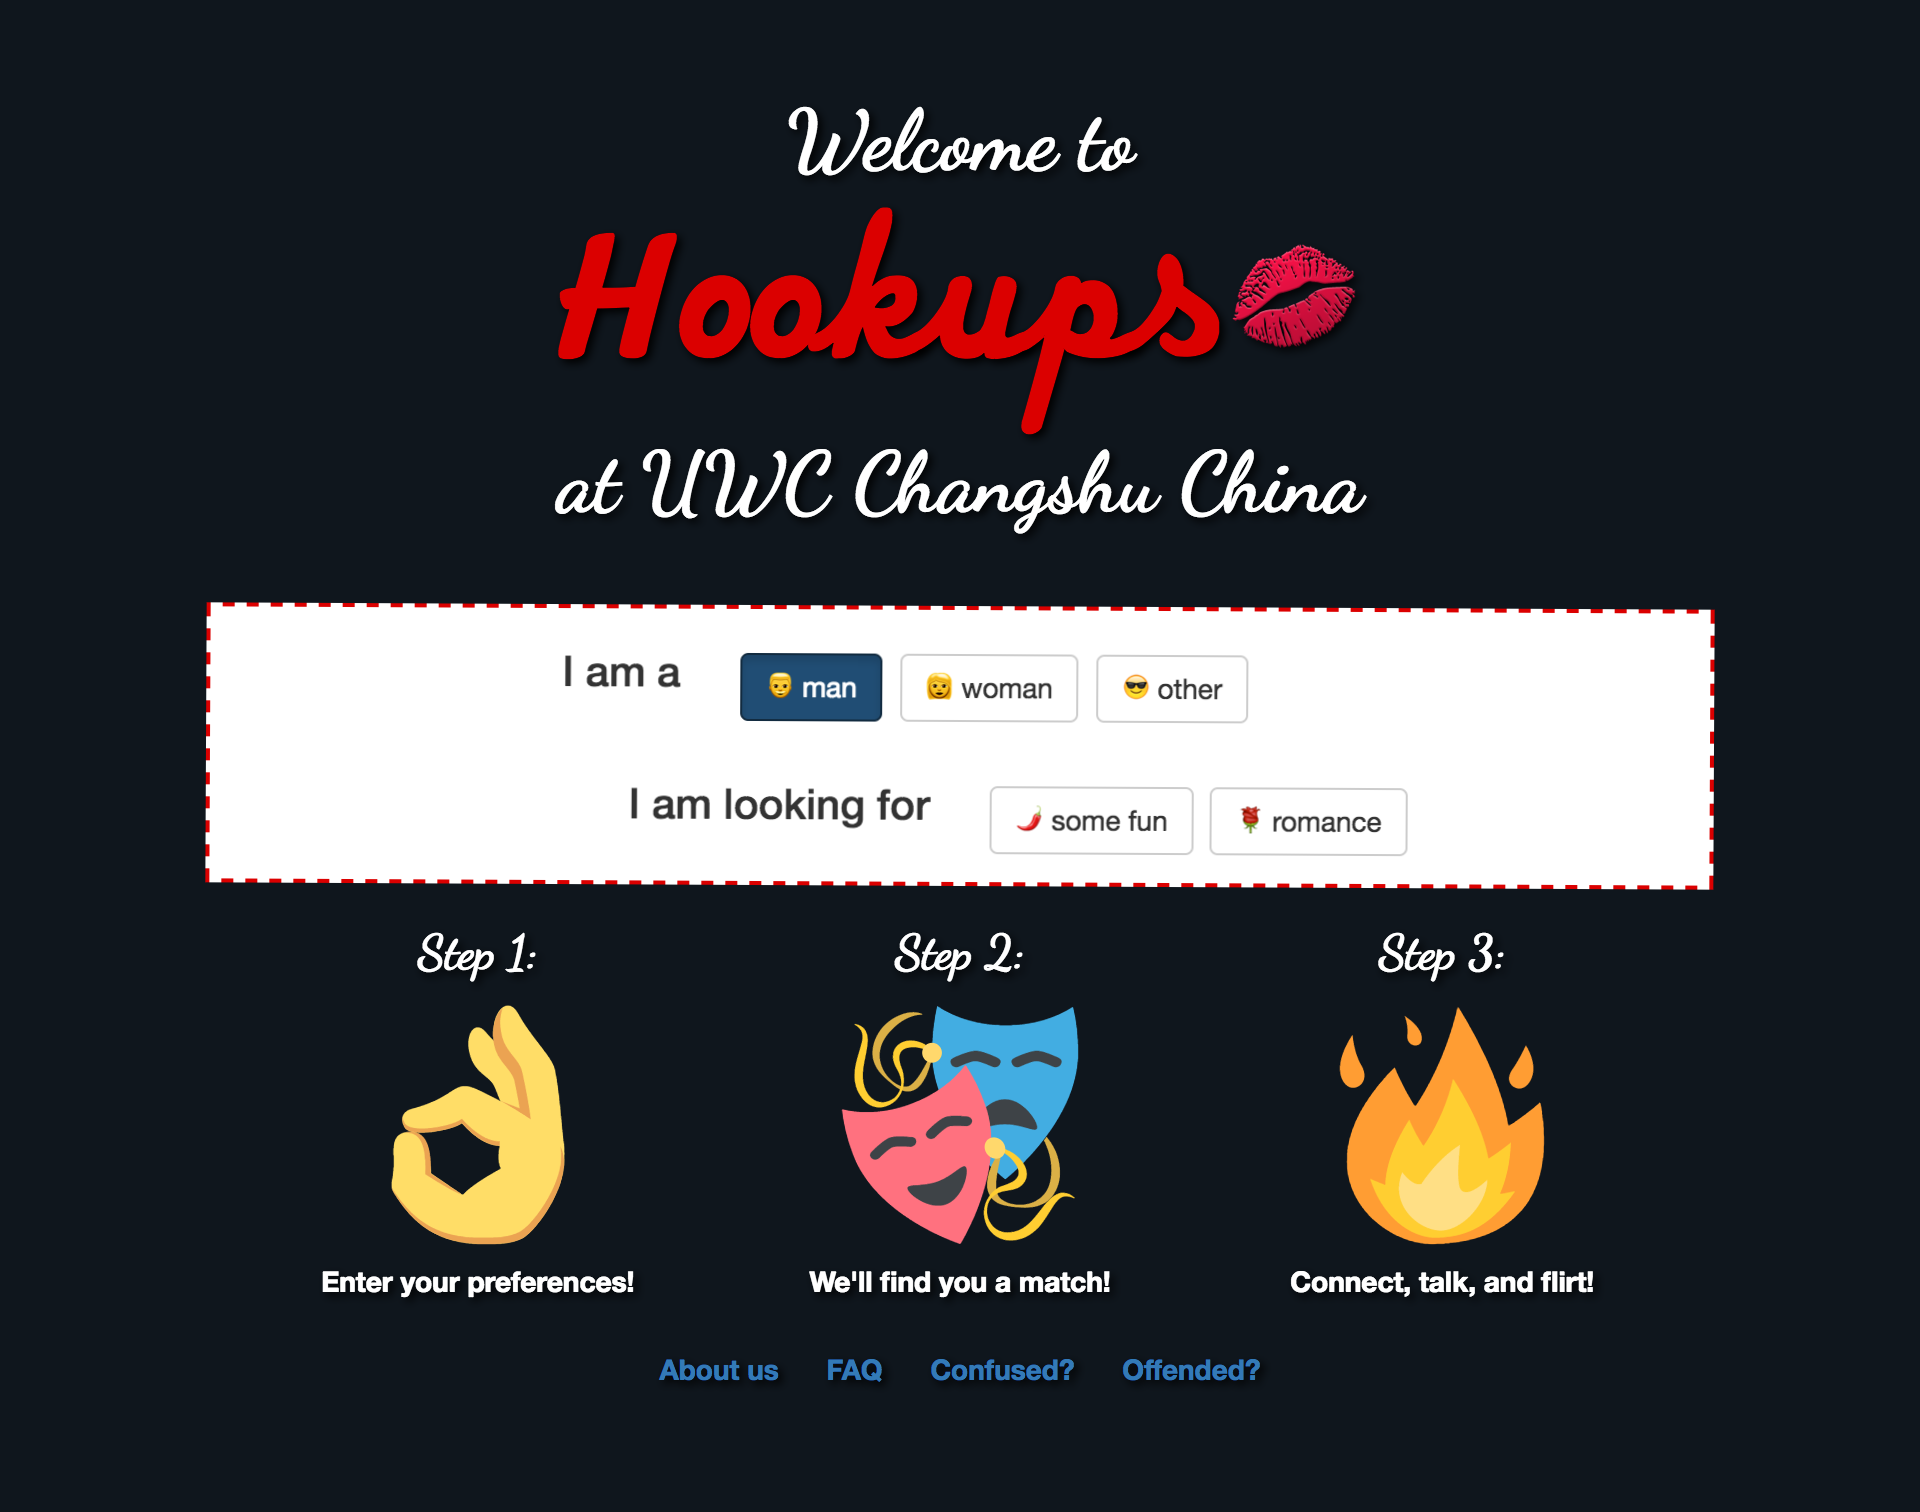 Welcome to
Hookups
at UWC Changshu China
I am a man woman other
I am looking for some fun romance
Step 1: Step 2: Step 3:
Enter your preferences! We'll find you a match! Connect, talk, and flirt!
About us FAQ Confused? Offended?